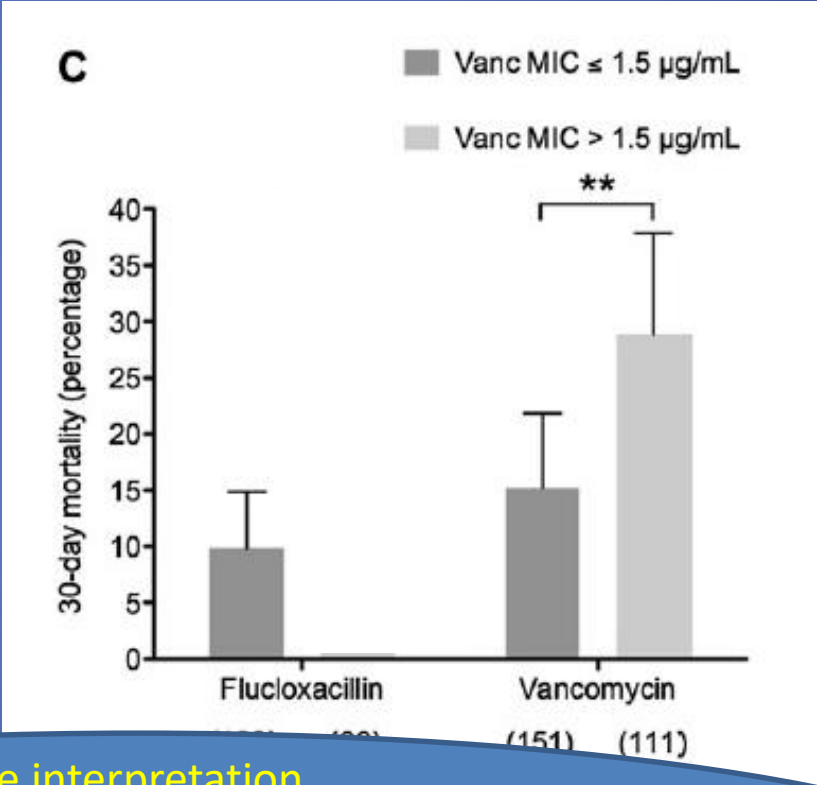 C
Vanc MIC ≤ 1.5 µg/mL
Vanc MIC > 1.5 µg/mL
**
30-day mortality (percentage)
40
35
30
25
20
15
10
5
0
Flucloxacillin Vancomycin
(151) (111)
interpretation